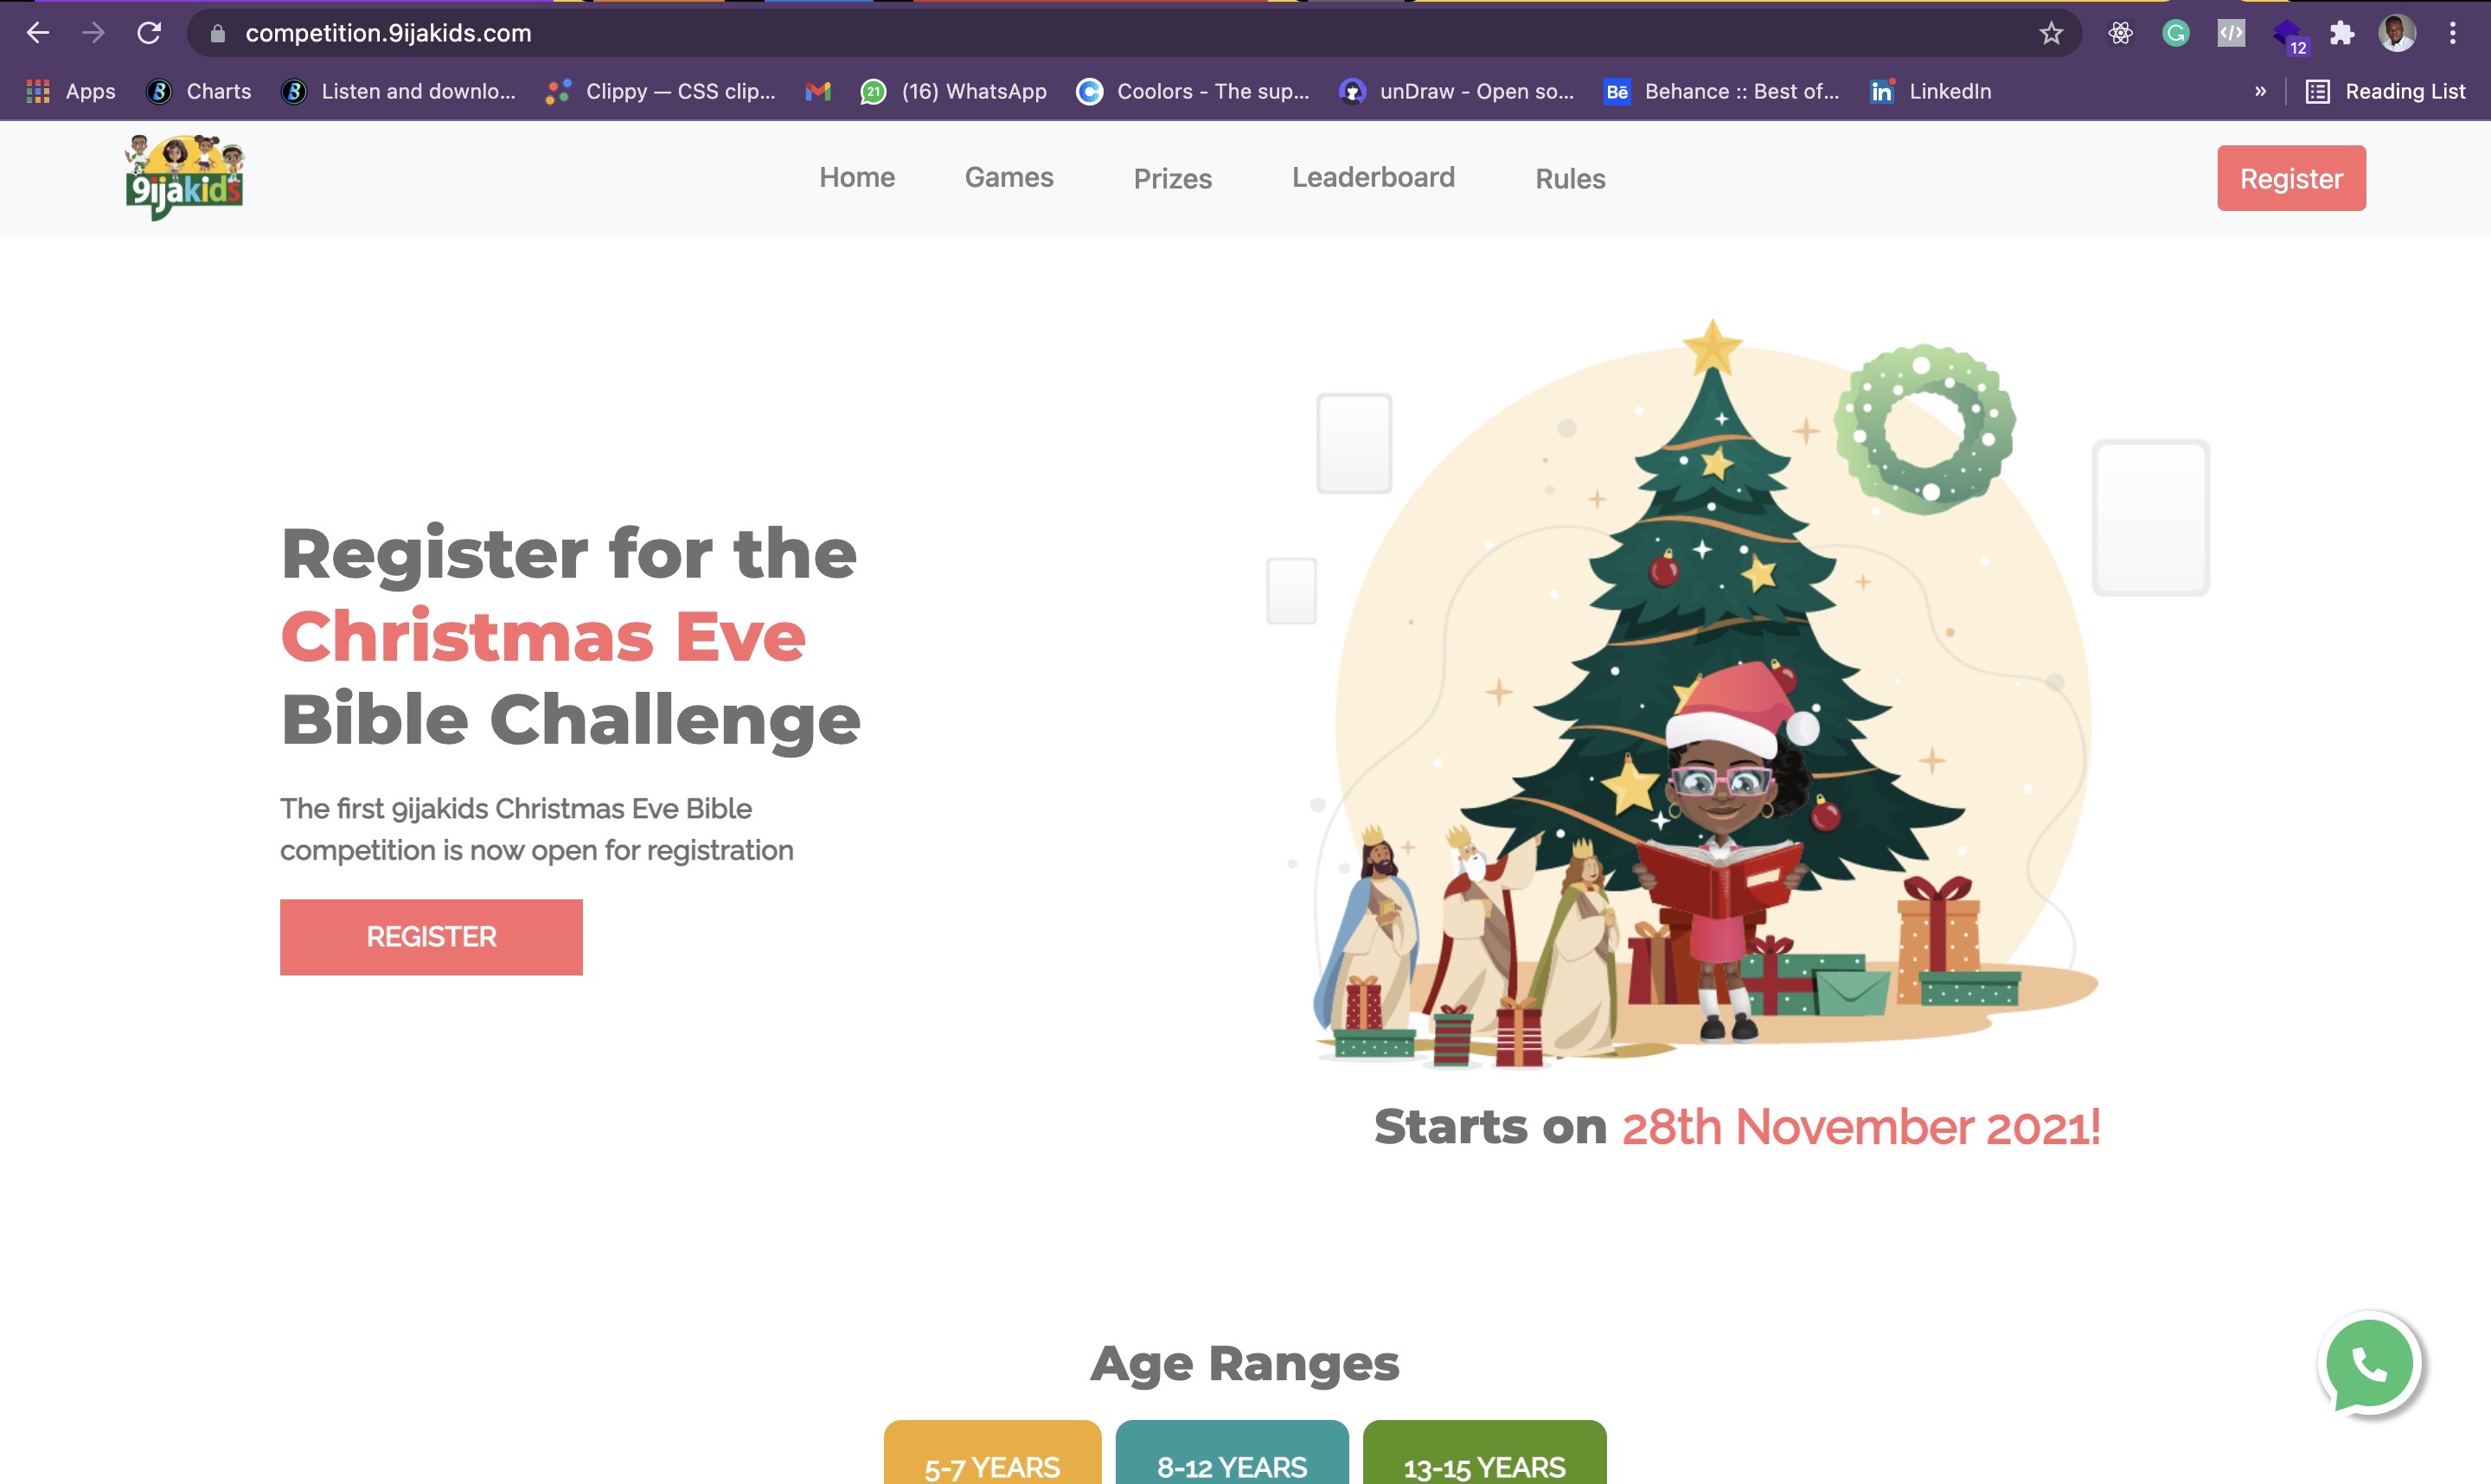 competition.9ijakids.com
12
Apps
Charts
Listen and downlo...
Clippy — CSS clip...
21
(16) WhatsApp
Coolors - The sup...
unDraw - Open so...
Bē
Behance :: Best of...
in
LinkedIn
»
Reading List
9ijakids
Home
Games
Prizes
Leaderboard
Rules
Register
Register for the
Christmas Eve
Bible Challenge
The first 9ijakids Christmas Eve Bible
competition is now open for registration
REGISTER
Starts on 28th November 2021!
Age Ranges
5-7 YEARS
8-12 YEARS
13-15 YEARS